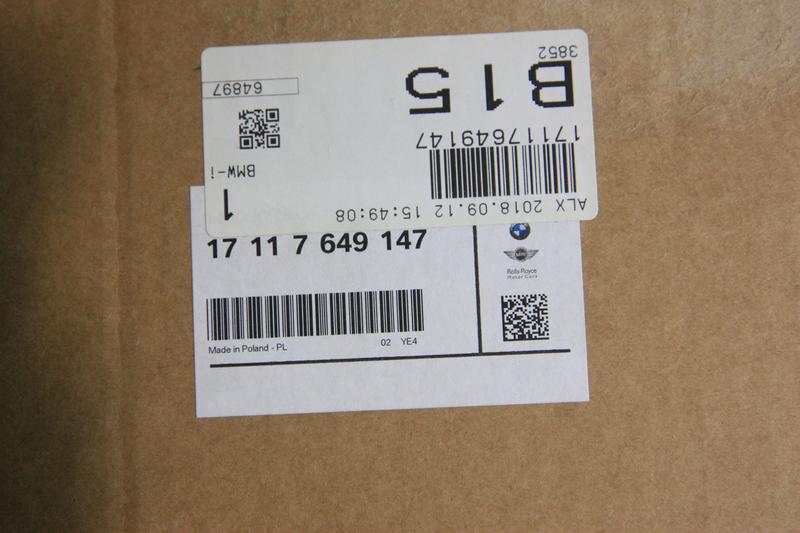 3852
B15
64897
17117649147
BMW-i
1
ALX 2018.09.12 15:49:08
17 11 7 649 147
Rolls-Royce
Motor Cars
Made in Poland - PL
02 YE4